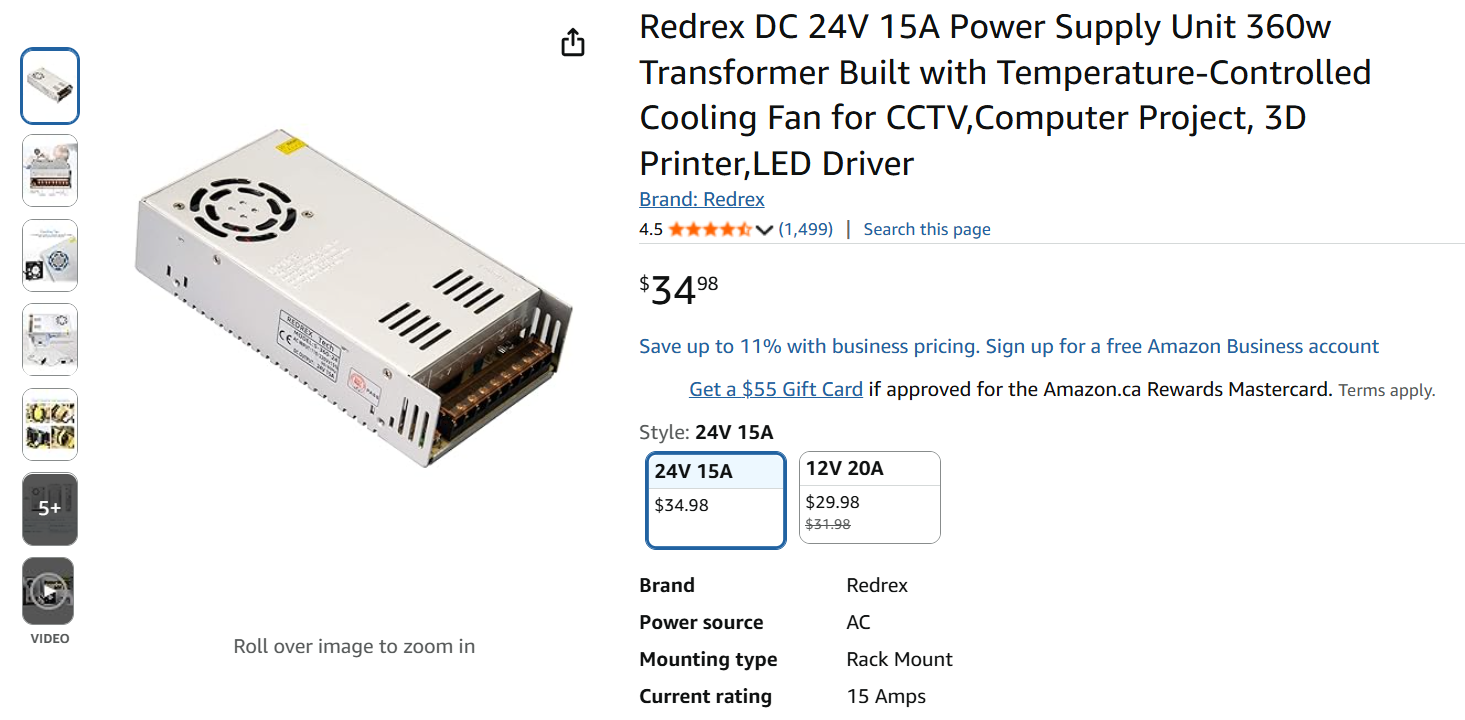 Redrex DC 24V 15A Power Supply Unit 360w
Transformer Built with Temperature-Controlled
Cooling Fan for CCTV,Computer Project, 3D
Printer,LED Driver
Brand: Redrex
4.5 (1,499) | Search this page
$34.98
Save up to 11% with business pricing. Sign up for a free Amazon Business account
Get a $55 Gift Card if approved for the Amazon.ca Rewards Mastercard. Terms apply.
Style: 24V 15A
24V 15A
$34.98
12V 20A
$29.98
$31.98
Brand Redrex
Power source AC
Mounting type Rack Mount
Current rating 15 Amps
5+
VIDEO
Roll over image to zoom in
REDREX Tech
CE